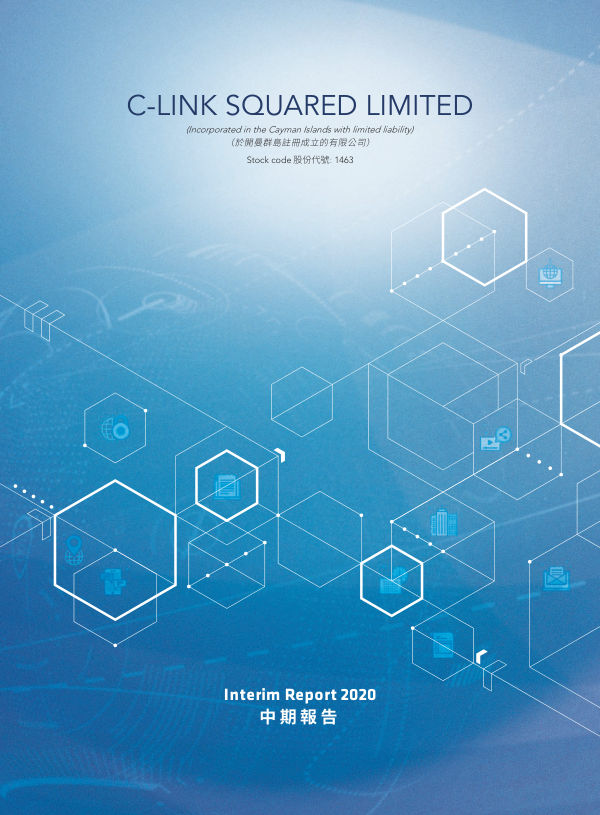 C-LINK SQUARED LIMITED
(Incorporated in the Cayman Islands with limited liability)
（於開曼群島註冊成立的有限公司）
Stock code 股份代號: 1463
Interim Report 2020
中期報告